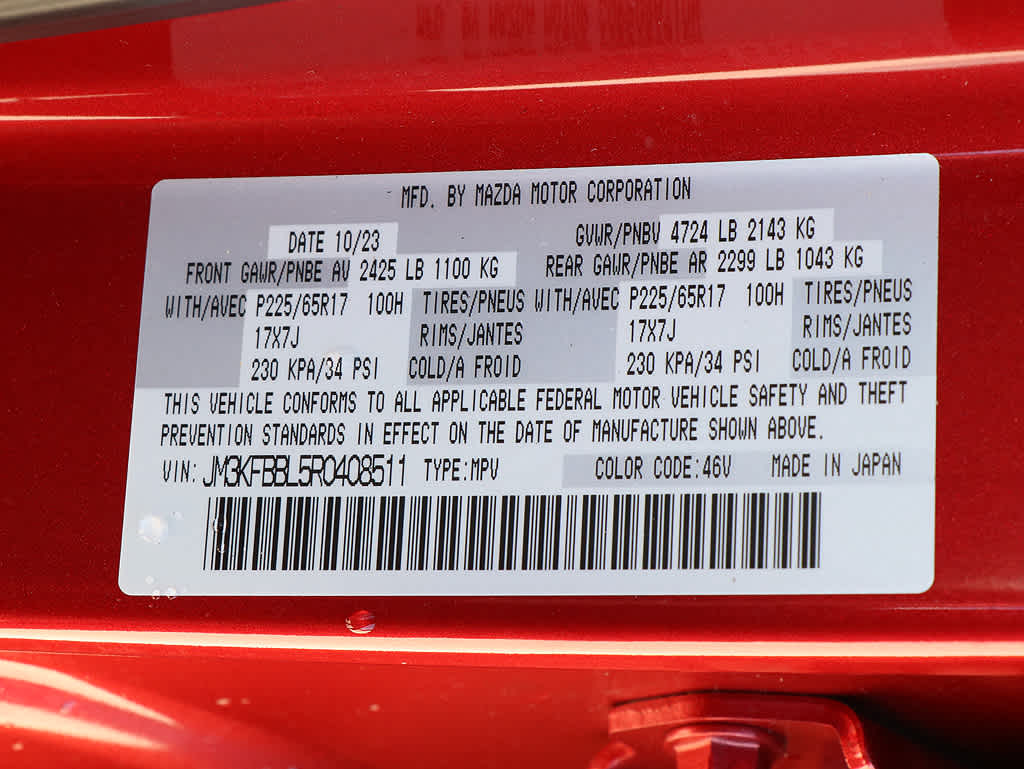 MFD. BY MAZDA MOTOR CORPORATION
DATE 10/23 GVWR/PNBV 4724 LB 2143 KG
FRONT GAWR/PNBE AV 2425 LB 1100 KG REAR GAWR/PNBE AR 2299 LB 1043 KG
WITH/AVEC P225/65R17 100H TIRES/PNEUS WITH/AVEC P225/65R17 100H TIRES/PNEUS
17X7J RIMS/JANTES 17X7J RIMS/JANTES
230 KPA/34 PSI COLD/A FROID 230 KPA/34 PSI COLD/A FROID
THIS VEHICLE CONFORMS TO ALL APPLICABLE FEDERAL MOTOR VEHICLE SAFETY AND THEFT
PREVENTION STANDARDS IN EFFECT ON THE DATE OF MANUFACTURE SHOWN ABOVE.
VIN: JM3KFBBL5R0408511 TYPE:MPV COLOR CODE:46V MADE IN JAPAN